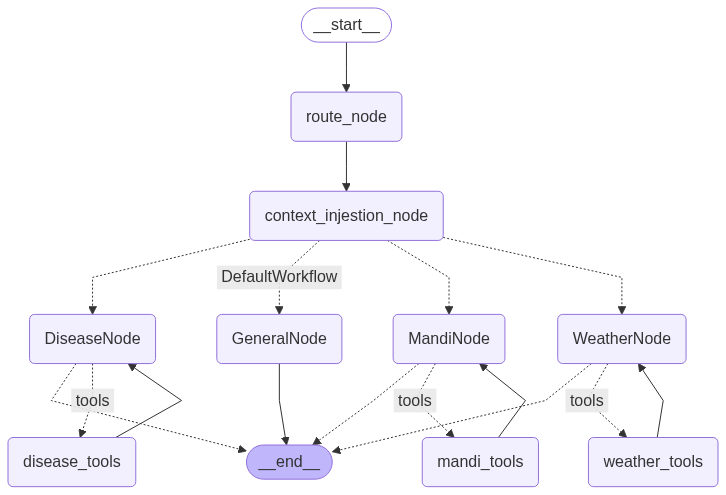 __start__
route_node
context_injestion_node
DefaultWorkflow
DiseaseNode
GeneralNode
MandiNode
WeatherNode
tools
tools
tools
disease_tools
__end__
mandi_tools
weather_tools